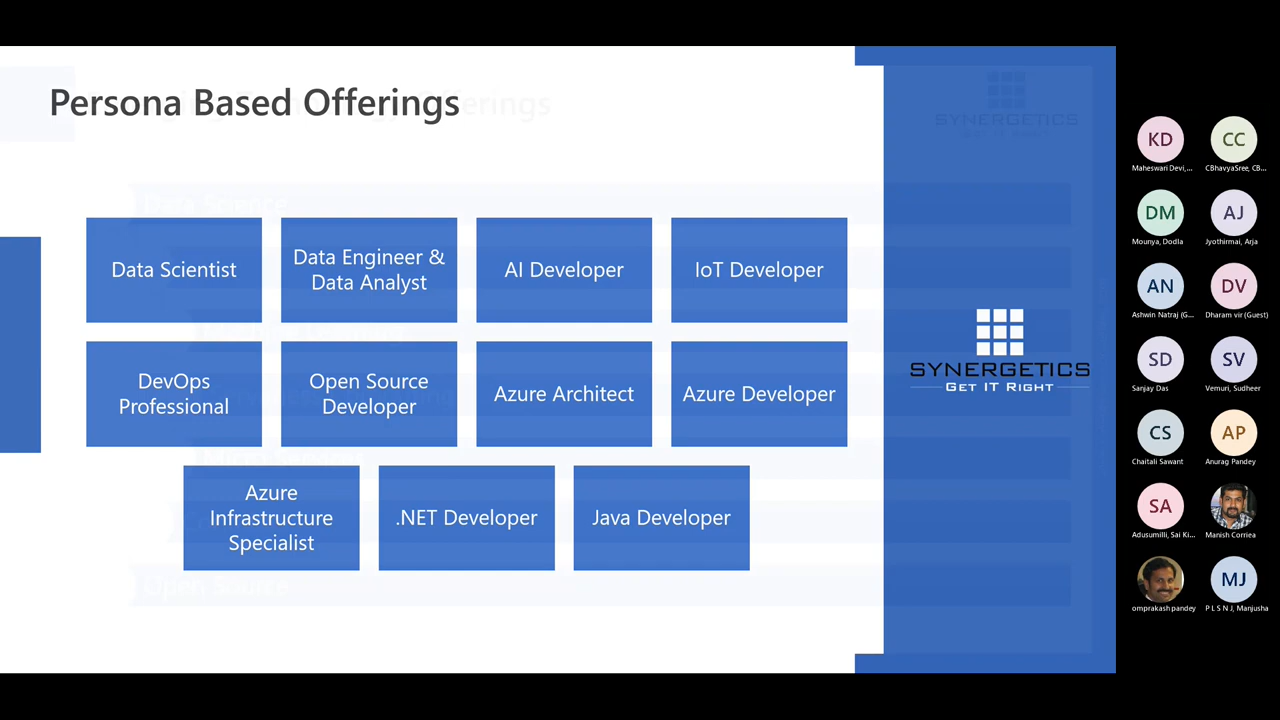 Persona Based Offerings
Data Scientist
Data Engineer &
Data Analyst
AI Developer
IoT Developer
DevOps
Professional
Open Source
Developer
Azure Architect
Azure Developer
Azure
Infrastructure
Specialist
.NET Developer
Java Developer
SYNERGETICS
GET IT RIGHT
KD
CC
Maheswari Devi,...
CBhavyaSree, CB...
DM
AJ
Mounya, Dodla
Jyothirmai, Arja
AN
DV
Ashwin Natraj (G...
Dharam vir (Guest)
SD
SV
Sanjay Das
Vemuri, Sudheer
CS
AP
Chaitali Sawant
Anurag Pandey
SA
Adusumilli, Sai Ki...
Manish Corriea
MJ
omprakash pandey
P L S N J, Manjusha